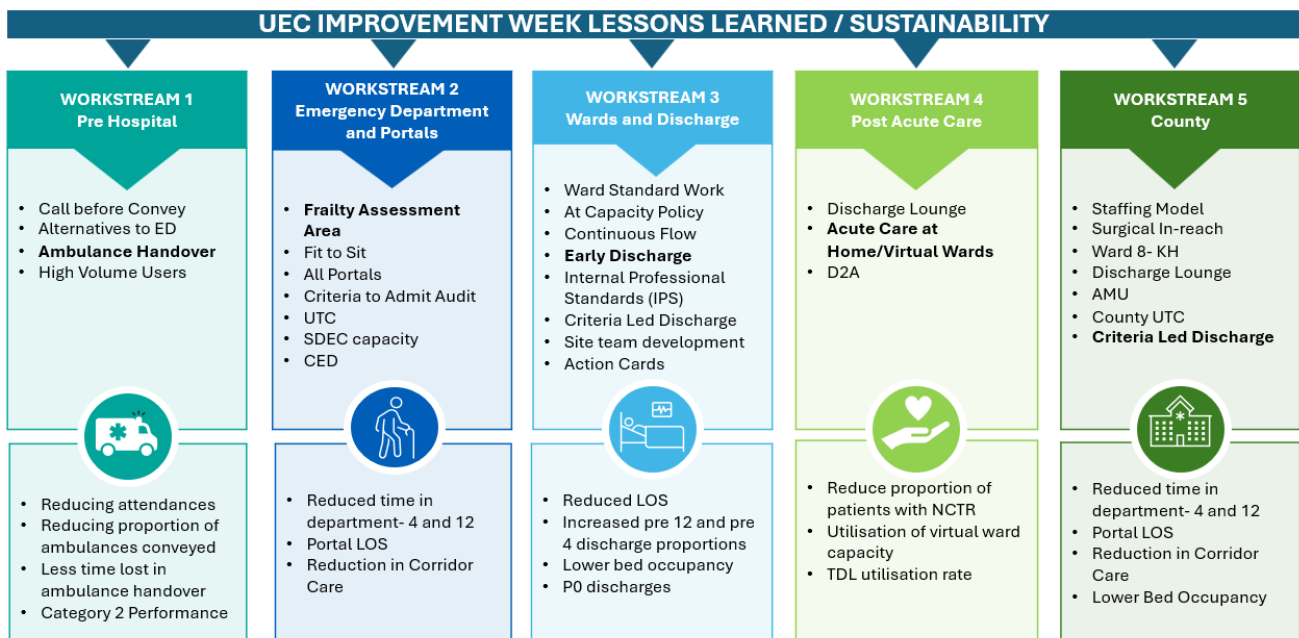 UEC IMPROVEMENT WEEK LESSONS LEARNED / SUSTAINABILITY
WORKSTREAM 1
Pre Hospital
• Call before Convey
• Alternatives to ED
• Ambulance Handover
• High Volume Users
• Reducing attendances
• Reducing proportion of
ambulances conveyed
• Less time lost in
ambulance handover
• Category 2 Performance
WORKSTREAM 2
Emergency Department
and Portals
• Frailty Assessment
Area
• Fit to Sit
• All Portals
• Criteria to Admit Audit
• UTC
• SDEC capacity
• CED
• Reduced time in
department- 4 and 12
• Portal LOS
• Reduction in Corridor
Care
WORKSTREAM 3
Wards and Discharge
• Ward Standard Work
• At Capacity Policy
• Continuous Flow
• Early Discharge
• Internal Professional
Standards (IPS)
• Criteria Led Discharge
• Site team development
• Action Cards
• Reduced LOS
• Increased pre 12 and pre
4 discharge proportions
• Lower bed occupancy
• P0 discharges
WORKSTREAM 4
Post Acute Care
• Discharge Lounge
• Acute Care at
Home/Virtual Wards
• D2A
• Reduce proportion of
patients with NCTR
• Utilisation of virtual ward
capacity
• TDL utilisation rate
WORKSTREAM 5
County
• Staffing Model
• Surgical In-reach
• Ward 8- KH
• Discharge Lounge
• AMU
• County UTC
• Criteria Led Discharge
• Reduced time in
department- 4 and 12
• Portal LOS
• Reduction in Corridor
Care
• Lower Bed Occupancy